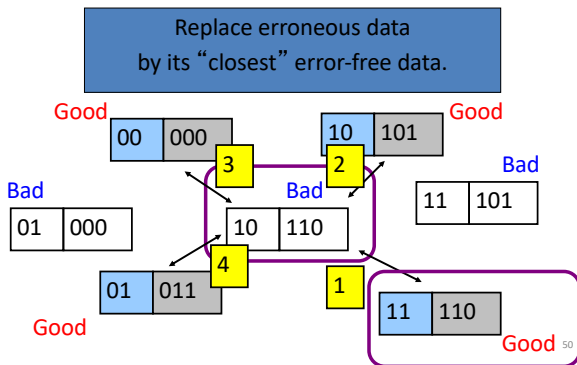 Replace erroneous data
by its “closest” error-free data.
Good
00 000
3
10 101
2
Good
Bad
01 000
Bad
10 110
Bad
11 101
4
01 011
Good
1
11 110
Good
50